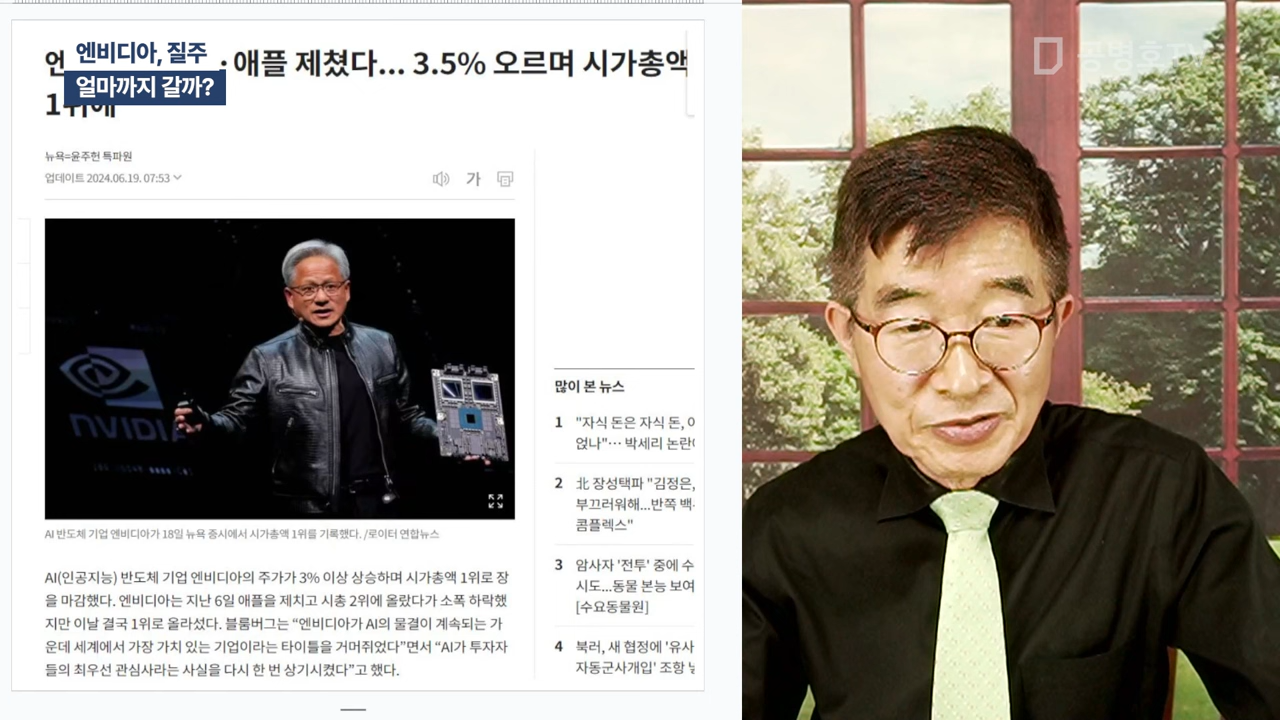 엔비디아, 질주
얼마까지 갈까?
· 애플 제쳤다... 3.5% 오르며 시가총액
뉴욕=윤주헌 특파원
업데이트 2024.06.19. 07:53
가
NVIDIA
AI 반도체 기업 엔비디아가 18일 뉴욕 증시에서 시가총액 1위를 기록했다. /로이터 연합뉴스
AI(인공지능) 반도체 기업 엔비디아의 주가가 3% 이상 상승하며 시가총액 1위로 장
을 마감했다. 엔비디아는 지난 6일 애플을 제치고 시총 2위에 올랐다가 소폭 하락했
지만 이날 결국 1위로 올라섰다. 블룸버그는 “엔비디아가 AI의 물결이 계속되는 가
운데 세계에서 가장 가치 있는 기업이라는 타이틀을 거머쥐었다”면서 “AI가 투자자
들의 최우선 관심사라는 사실을 다시 한 번 상기시켰다”고 했다.
많이 본 뉴스
1 "자식 돈은 자식 돈,
얹나"… 박세리 논란
2 北 장성택파 "김정은,
부끄러워해...반쪽 백
콤플렉스"
3 암사자 '전투' 중에 수
시도...동물 본능 보여
[수요동물원]
4 북러, 새 협정에 '유사
자동군사개입' 조항
공병호